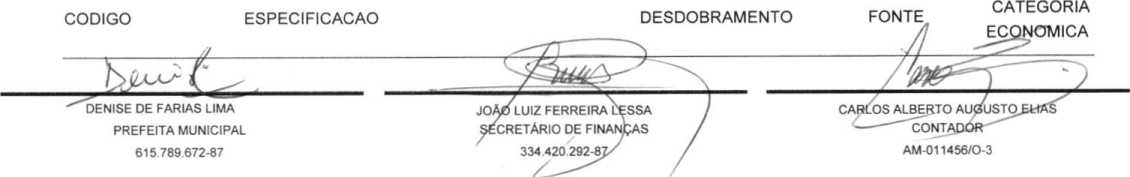 CODIGO ESPECIFICACAO DESDOBRAMENTO FONTE CATEGORIA ECONOMICA
DENISE DE FARIAS LIMA
PREFEITA MUNICIPAL
615.789.672-87
JOÃO LUIZ FERREIRA LESSA
SECRETÁRIO DE FINANÇAS
334.420.292-87
CARLOS ALBERTO AUGUSTO ELIAS
CONTADOR
AM-011456/O-3